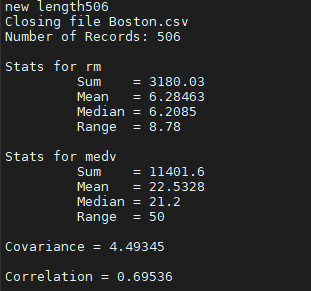 new length506
Closing file Boston.csv
Number of Records: 506
Stats for rm
Sum = 3180.03
Mean = 6.28463
Median = 6.2085
Range = 8.78
Stats for medv
Sum = 11401.6
Mean = 22.5328
Median = 21.2
Range = 50
Covariance = 4.49345
Correlation = 0.69536